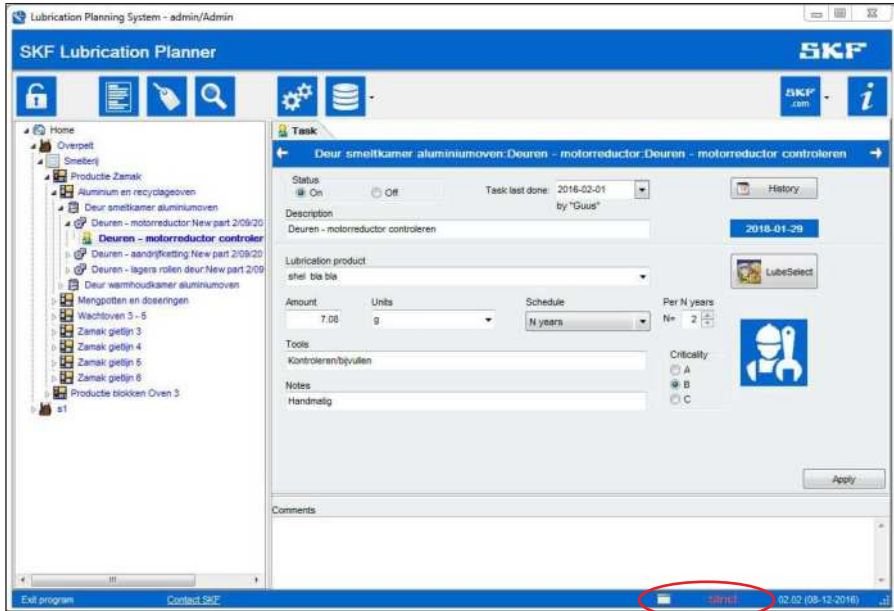 Lubrication Planning System - admin/Admin
SKF Lubrication Planner
SKF
SKF
.com
i
Home
Overpelt
Smelterij
Productie Zamak
Aluminium en recyclageoven
Deur smeltkamer aluminiumoven
Deuren - motorreductor:New part 2/09/20
Deuren - motorreductor controler
Deuren - aandrijfketting:New part 2/09/20
Deuren - lagers rollen deur:New part 2/09
Deur warmhoudkamer aluminiumoven
Mengpotten en doseringen
Wachtoven 3 - 5
Zamak gietlijn 3
Zamak gietlijn 4
Zamak gietlijn 5
Zamak gietlijn 6
Productie blokken Oven 3
s1
Task
Deur smeltkamer aluminiumoven:Deuren - motorreductor:Deuren - motorreductor controleren
Status
On Off
Task last done: 2016-02-01
by "Guus"
History
Description
Deuren - motorreductor controleren
2018-01-29
Lubrication product
shel bla bla
LubeSelect
Amount Units Schedule Per N years
7.08 g N years N= 2
Tools
Kontroleren/bijvullen
Criticality
A
B
C
Notes
Handmatig
Apply
Comments
Exit program Contact SKF Strict 02.02 (08-12-2016)